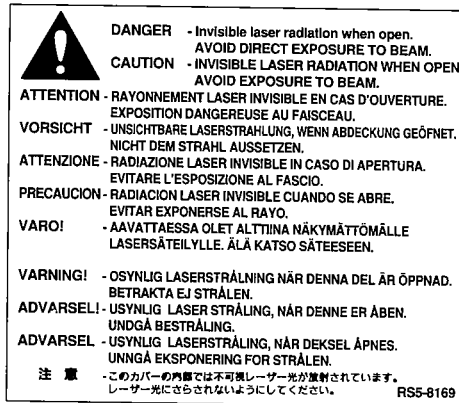 DANGER - Invisible laser radiation when open.
AVOID DIRECT EXPOSURE TO BEAM.
CAUTION - INVISIBLE LASER RADIATION WHEN OPEN
AVOID EXPOSURE TO BEAM.
ATTENTION - RAYONNEMENT LASER INVISIBLE EN CAS D'OUVERTURE.
EXPOSITION DANGEREUSE AU FAISCEAU.
VORSICHT - UNSICHTBARE LASERSTRAHLUNG, WENN ABDECKUNG GEÖFNET.
NICHT DEM STRAHL AUSSETZEN.
ATTENZIONE - RADIAZIONE LASER INVISIBLE IN CASO DI APERTURA.
EVITARE L'ESPOSIZIONE AL FASCIO.
PRECAUCION - RADIACION LASER INVISIBLE CUANDO SE ABRE.
EVITAR EXPONERSE AL RAYO.
VARO! - AAVATTAESSA OLET ALTTIINA NÄKYMÄTTÖMÄLLE
LASERSÄTEILYLLE. ÄLÄ KATSO SÄTEESEEN.
VARNING! - OSYNLIG LASERSTRÅLNING NÄR DENNA DEL ÄR ÖPPNAD.
BETRAKTA EJ STRÅLEN.
ADVARSEL! - USYNLIG LASER STRÅLING, NÅR DENNE ER ÅBEN.
UNDGÅ BESTRÅLING.
ADVARSEL - USYNLIG LASERSTRÅLING, NÅR DEKSEL ÅPNES.
UNNGÅ EKSPONERING FOR STRÅLEN.
注 意 - このカバーの内部では不可視レーザー光が放射されています。
レーザー光にさらされないようにしてください。
RS5-8169